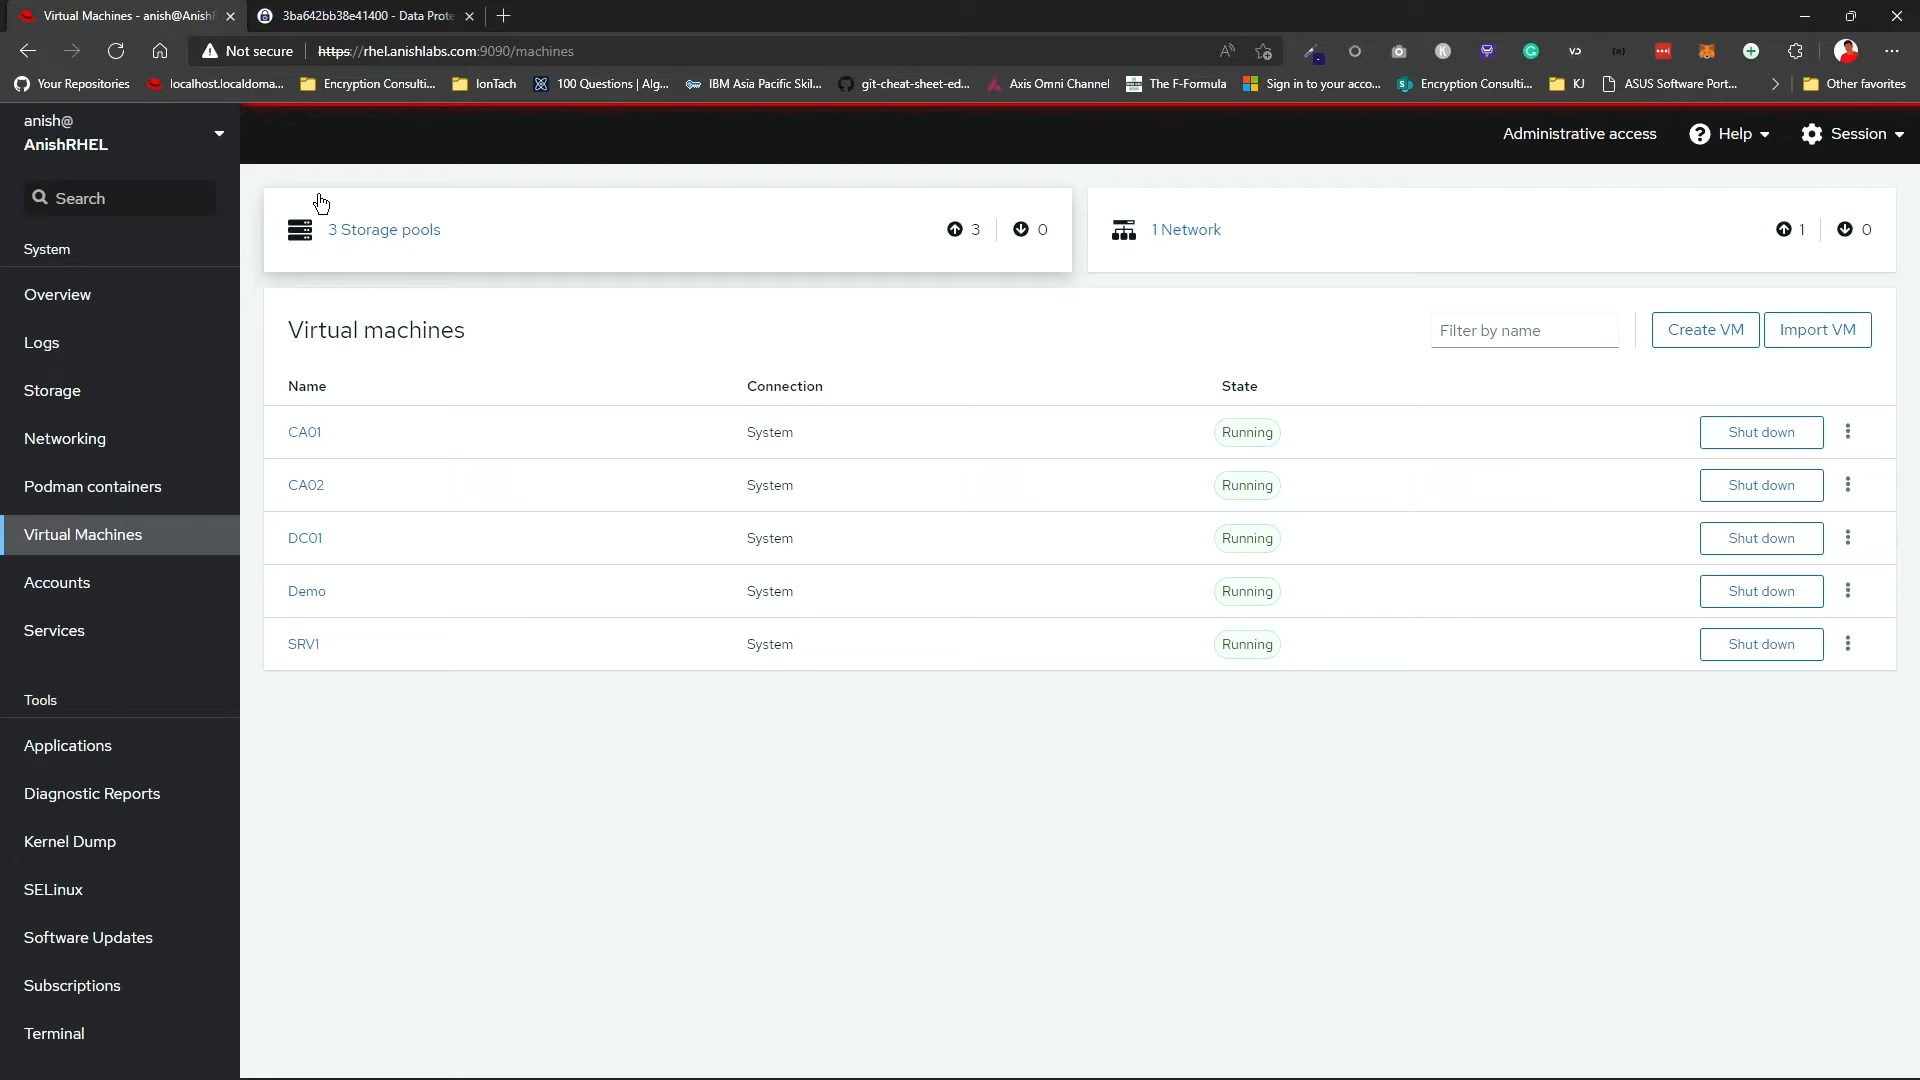 Virtual Machines - anish@Anish
3ba642bb38e41400 - Data Prote
Not secure
https://rhel.anishlabs.com:9090/machines
Your Repositories
localhost.localdoma...
Encryption Consulti...
IonTach
100 Questions | Alg...
IBM Asia Pacific Skil...
git-cheat-sheet-ed...
Axis Omni Channel
The F-Formula
Sign in to your acco...
Encryption Consulti...
KJ
ASUS Software Port...
Other favorites
anish@
AnishRHEL
Administrative access
Help
Session
Search
System
Overview
Logs
Storage
Networking
Podman containers
Virtual Machines
Accounts
Services
Tools
Applications
Diagnostic Reports
Kernel Dump
SELinux
Software Updates
Subscriptions
Terminal
3 Storage pools 3 0
1 Network 1 0
Virtual machines
Filter by name
Create VM
Import VM
Name Connection State
CA01 System Running Shut down
CA02 System Running Shut down
DC01 System Running Shut down
Demo System Running Shut down
SRV1 System Running Shut down